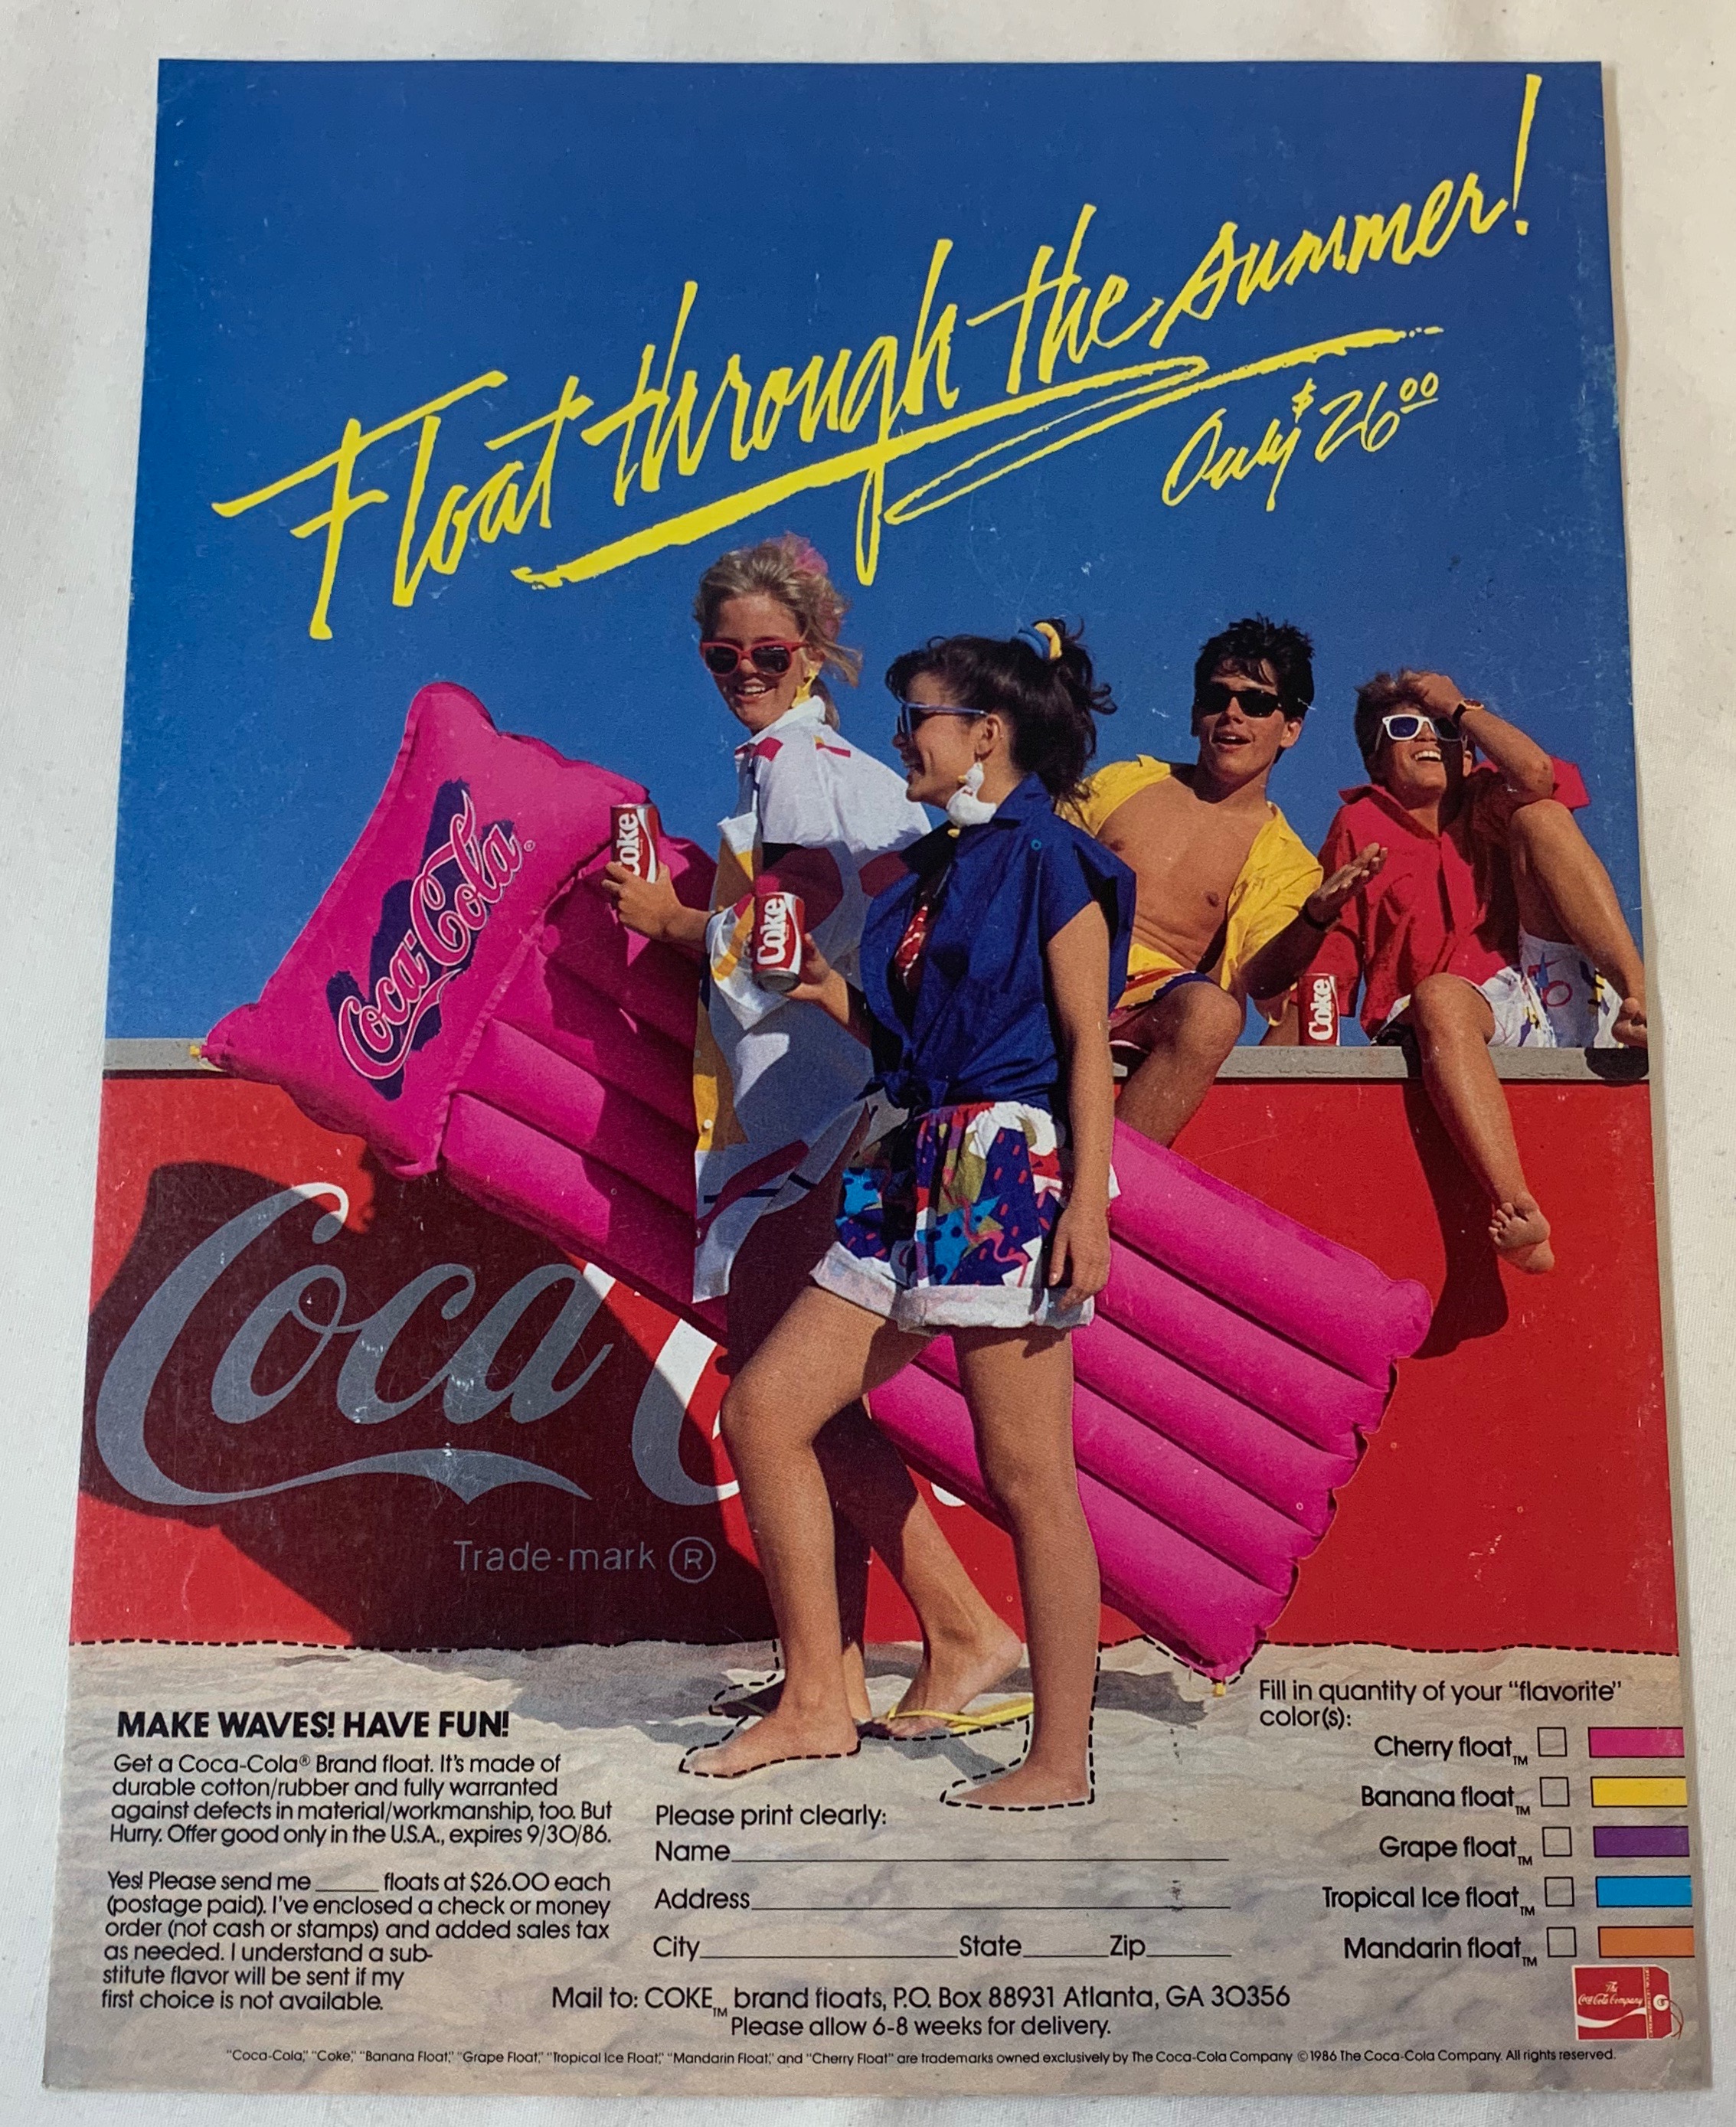 Float through the summer!
Only $26.00
Coca-Cola®
Coke
Coke
Coke
Coca
Trade-mark ®
MAKE WAVES! HAVE FUN!
Get a Coca-Cola® Brand float. It's made of
durable cotton/rubber and fully warranted
against defects in material/workmanship, too. But
Hurry. Offer good only in the U.S.A., expires 9/30/86.
Yes! Please send me_____ floats at $26.00 each
(postage paid). I've enclosed a check or money
order (not cash or stamps) and added sales tax
as needed. I understand a sub-
stitute flavor will be sent if my
first choice is not available.
Please print clearly:
Name
Address
City State Zip
Fill in quantity of your "flavorite"
color(s):
Cherry float™
Banana float™
Grape float™
Tropical Ice float™
Mandarin float™
Mail to: COKE™ brand floats, P.O. Box 88931 Atlanta, GA 30356
Please allow 6-8 weeks for delivery.
The
Coca-Cola Company
"Coca-Cola," "Coke," "Banana Float," "Grape Float," "Tropical Ice Float," "Mandarin Float," and "Cherry Float" are trademarks owned exclusively by The Coca-Cola Company ©1986 The Coca-Cola Company. All rights reserved.